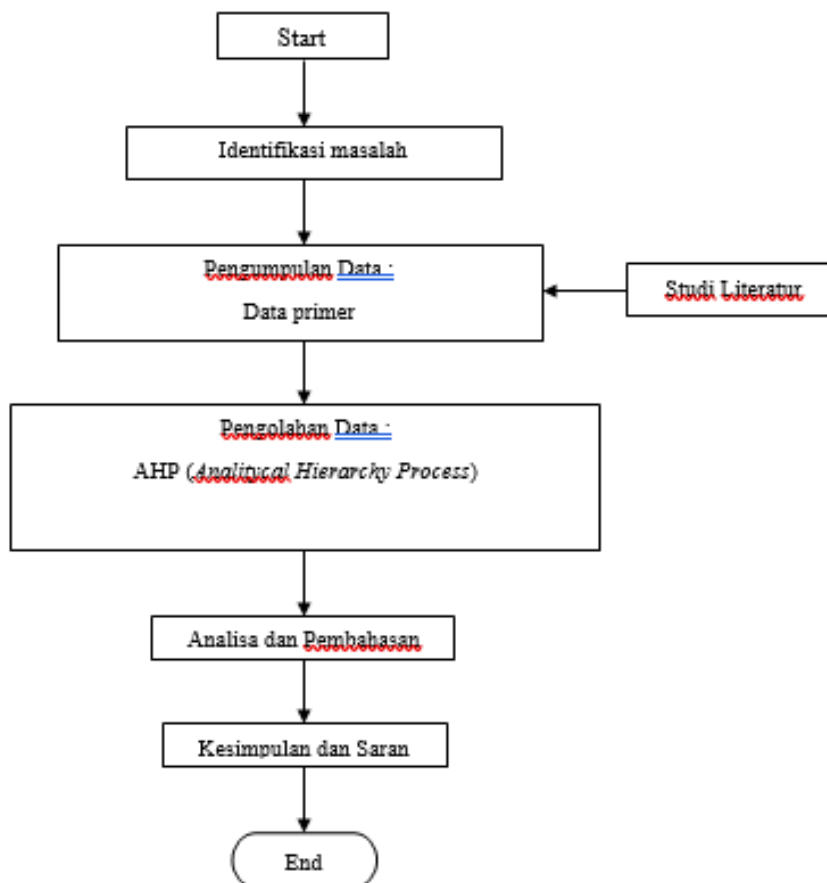 Start
Identifikasi masalah
Pengumpulan Data :
Data primer
Studi Literatur
Pengolahan Data :
AHP (Analitycal Hierarchy Process)
Analisa dan Pembahasan
Kesimpulan dan Saran
End